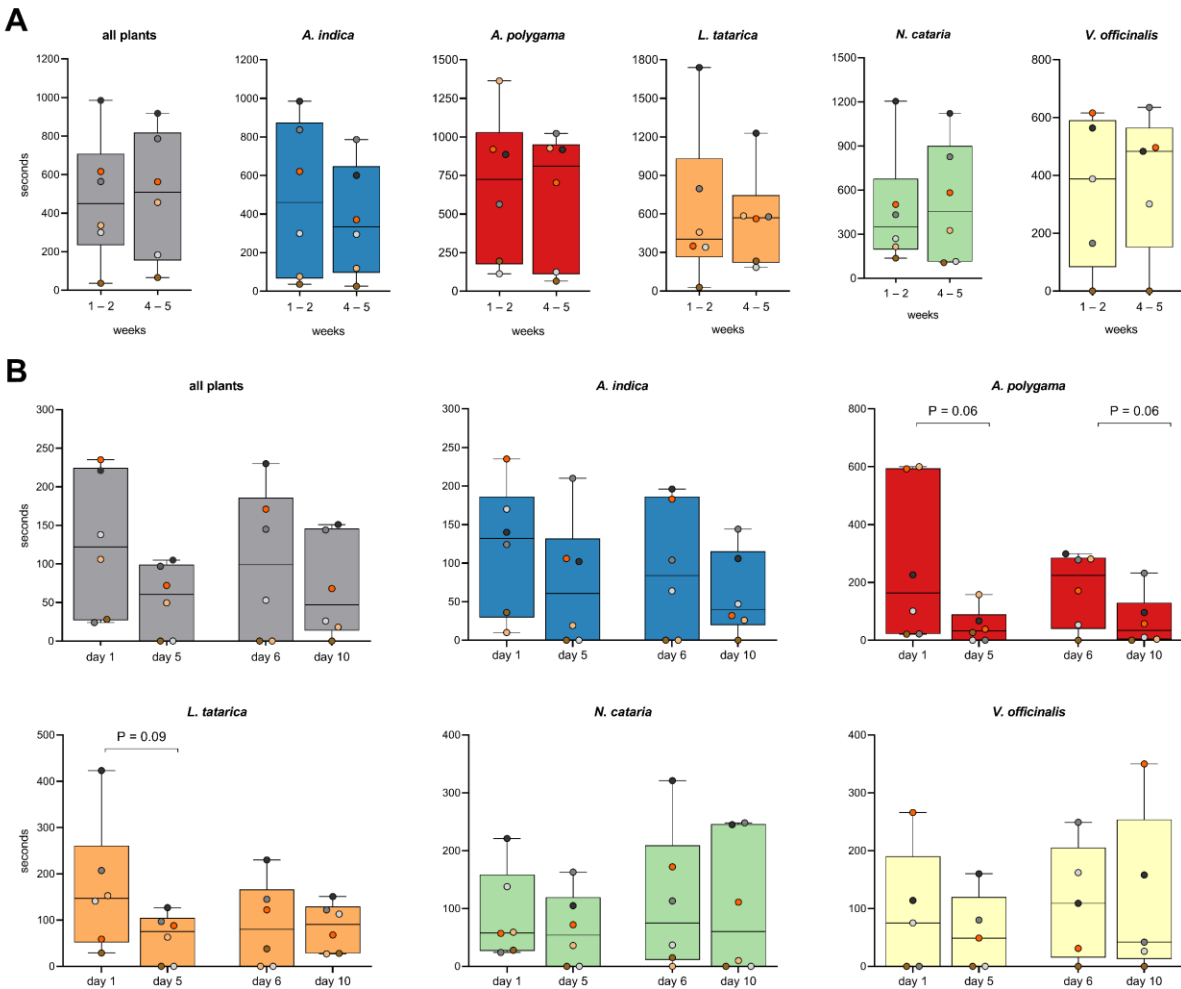 A
all plants
A. indica
A. polygama
L. tatarica
N. cataria
V. officinalis
seconds
1200
1000
800
600
400
200
0
1 – 2
4 – 5
weeks
1200
1000
800
600
400
200
0
1 – 2
4 – 5
weeks
1500
1250
1000
750
500
250
0
1 – 2
4 – 5
weeks
1800
1500
1200
900
600
300
0
1 – 2
4 – 5
weeks
1500
1200
900
600
300
0
1 – 2
4 – 5
weeks
800
600
400
200
0
1 – 2
4 – 5
weeks
B
all plants
seconds
300
250
200
150
100
50
0
day 1
day 5
day 6
day 10
A. indica
300
250
200
150
100
50
0
day 1
day 5
day 6
day 10
A. polygama
P = 0.06
P = 0.06
800
600
400
200
0
day 1
day 5
day 6
day 10
L. tatarica
P = 0.09
seconds
500
400
300
200
100
0
day 1
day 5
day 6
day 10
N. cataria
400
300
200
100
0
day 1
day 5
day 6
day 10
V. officinalis
400
300
200
100
0
day 1
day 5
day 6
day 10